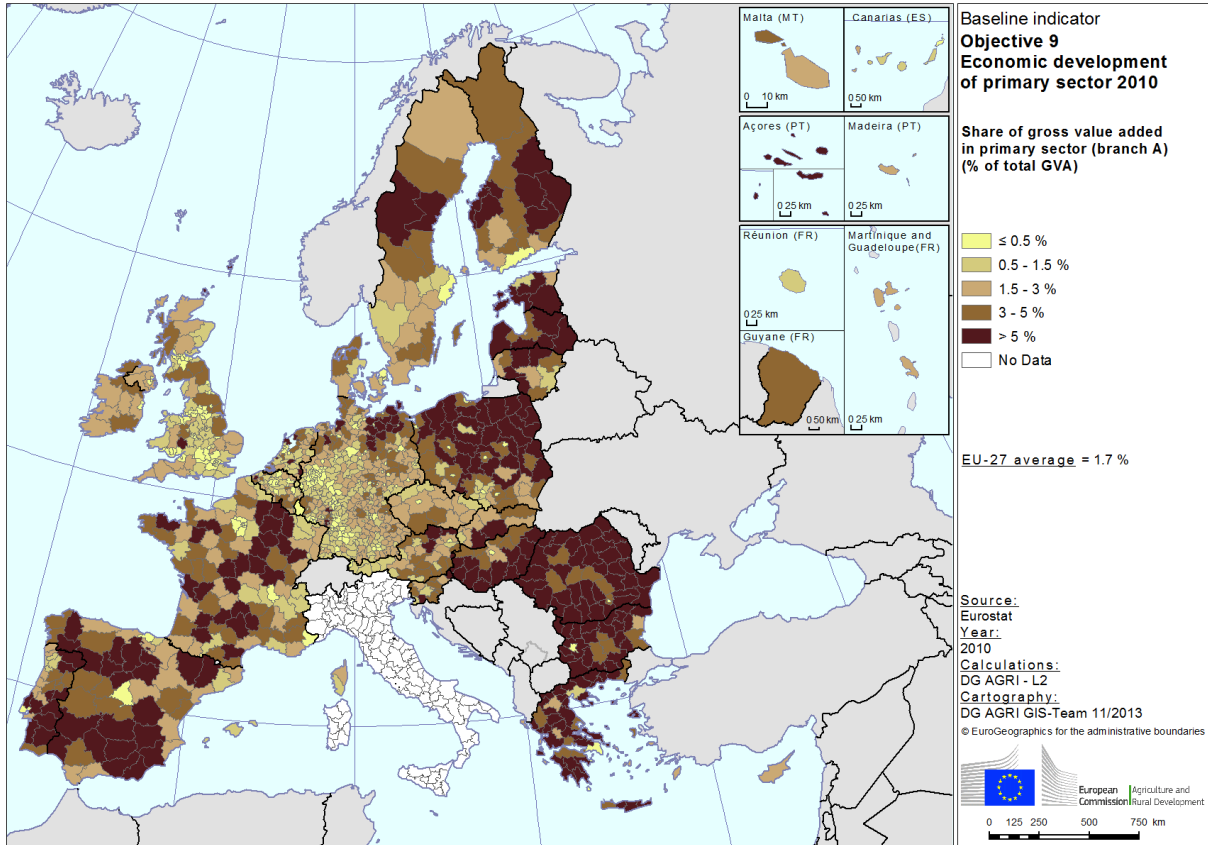 Malta (MT)
0 10 km
Canarias (ES)
0 50 km
Açores (PT)
0 25 km
Madeira (PT)
0 25 km
Réunion (FR)
0 25 km
Martinique and
Guadeloupe(FR)
0 25 km
Guyane (FR)
0 50 km
Baseline indicator
Objective 9
Economic development
of primary sector 2010
Share of gross value added
in primary sector (branch A)
(% of total GVA)
≤ 0.5 %
0.5 - 1.5 %
1.5 - 3 %
3 - 5 %
> 5 %
No Data
EU-27 average = 1.7 %
Source:
Eurostat
Year:
2010
Calculations:
DG AGRI - L2
Cartography:
DG AGRI GIS-Team 11/2013
© EuroGeographics for the administrative boundaries
European
Commission
Agriculture and
Rural Development
0 125 250 500 750 km